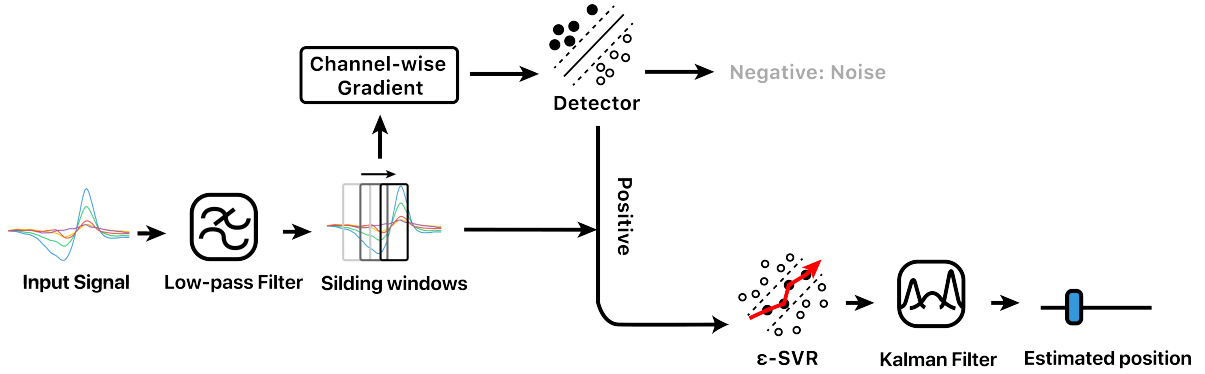 Channel-wise
Gradient
Detector
Negative: Noise
Positive
Input Signal
Low-pass Filter
Silding windows
ε-SVR
Kalman Filter
Estimated position